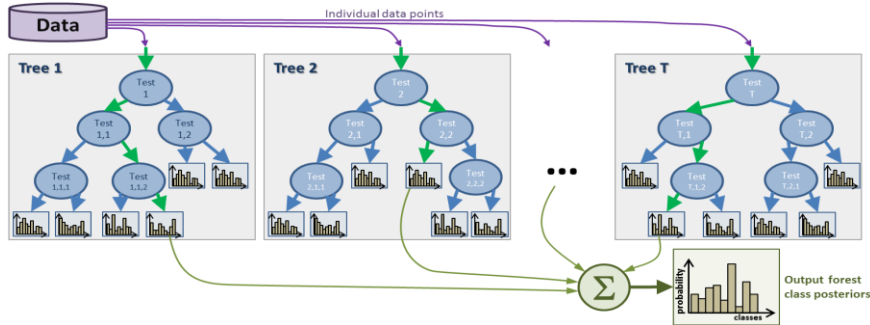 Data
Individual data points
Tree 1
Test
1
Test
1,1
Test
1,2
Test
1,1,1
Test
1,1,2
Tree 2
Test
2
Test
2,1
Test
2,2
Test
2,1,1
Test
2,2,2
...
Tree T
Test
T
Test
T,1
Test
T,2
Test
T,1,2
Test
T,2,1
Σ
probability
classes
Output forest
class posteriors